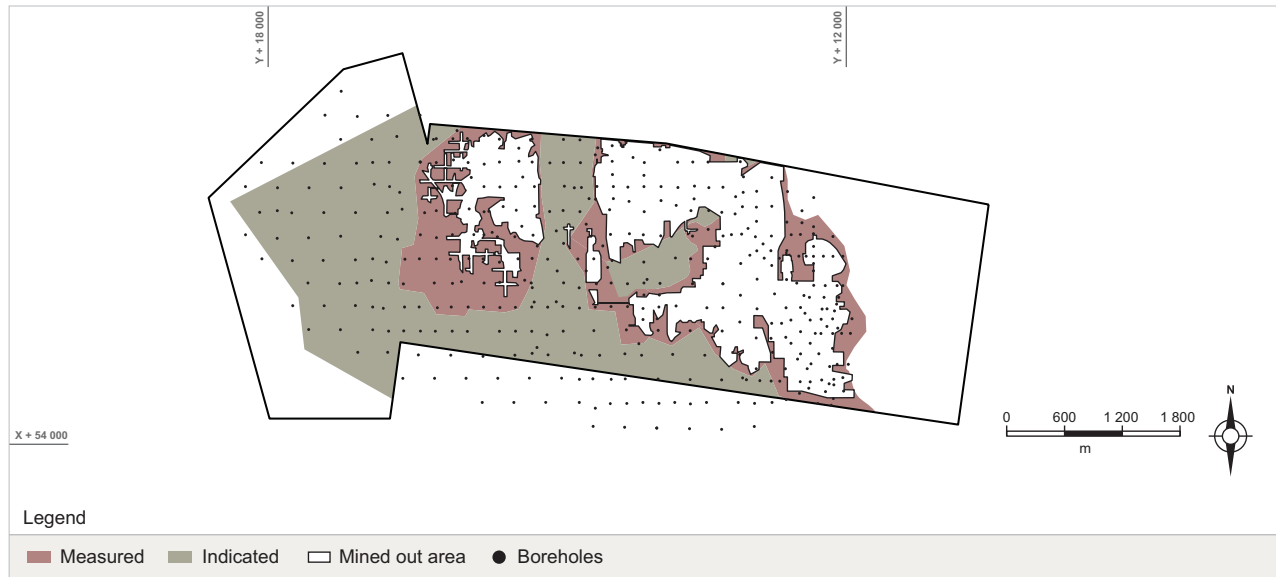 Y + 18 000
Y + 12 000
N
0 600 1 200 1 800
m
X + 54 000
Legend
Measured Indicated Mined out area Boreholes